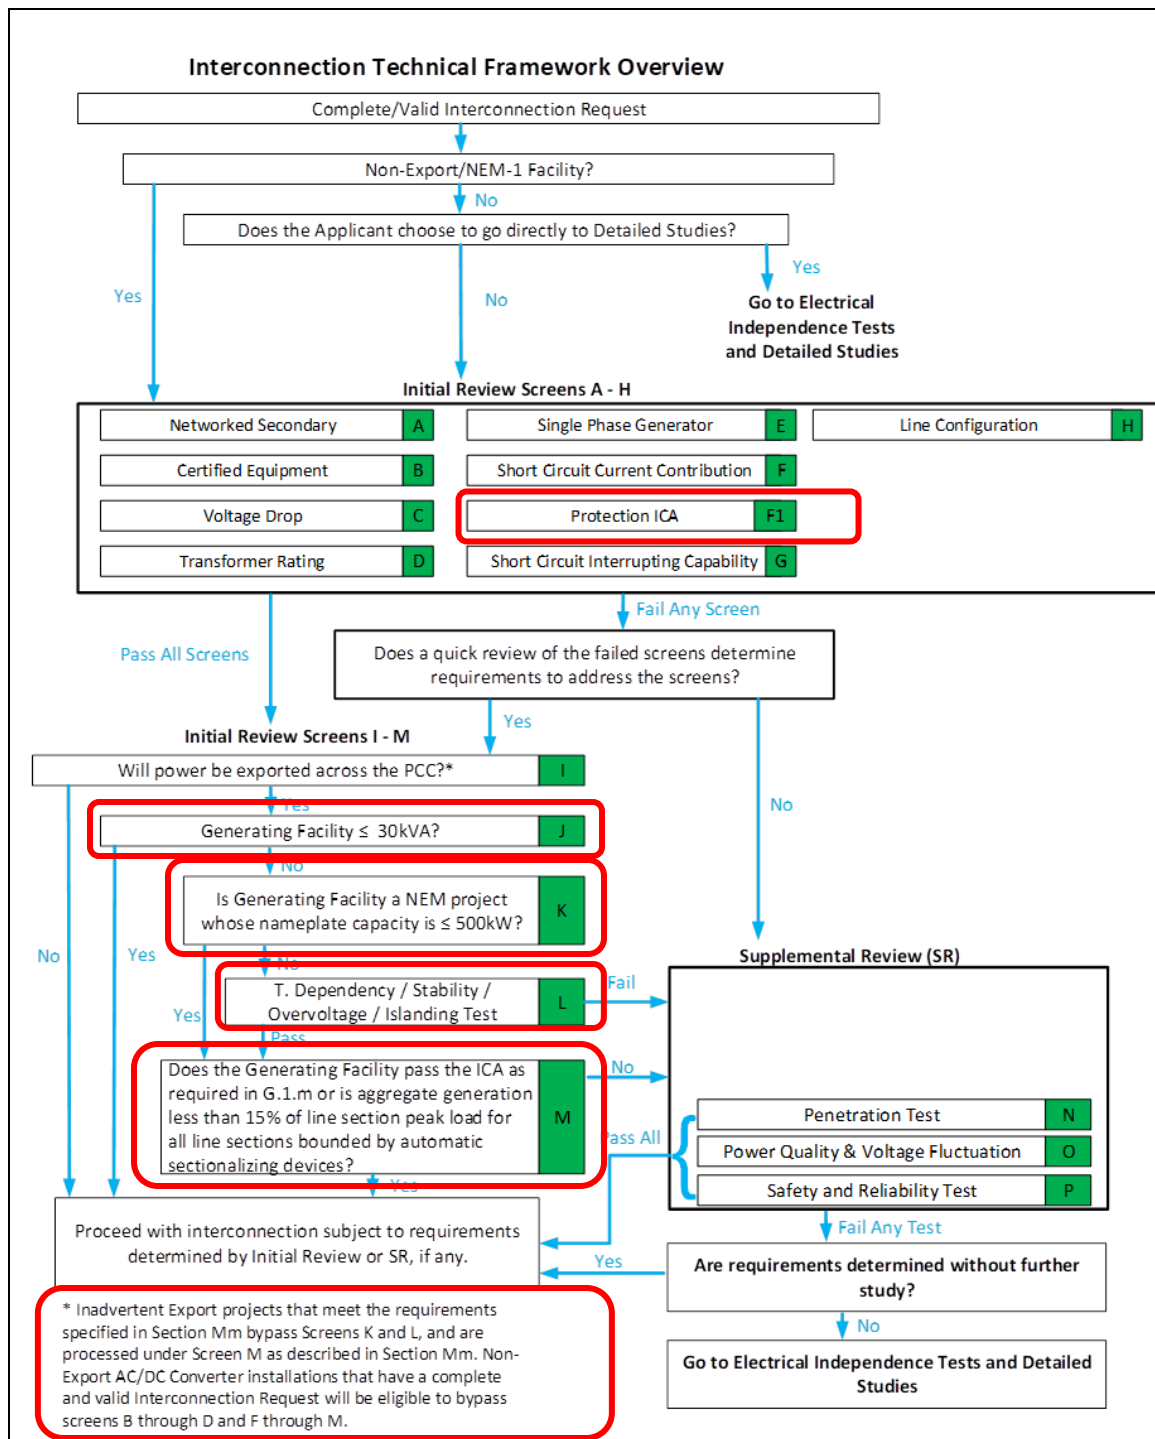 Interconnection Technical Framework Overview
Complete/Valid Interconnection Request
Non-Export/NEM-1 Facility?
No
Does the Applicant choose to go directly to Detailed Studies?
Yes
No
Yes
Go to Electrical
Independence Tests
and Detailed Studies
Initial Review Screens A - H
Networked Secondary A
Certified Equipment B
Voltage Drop C
Transformer Rating D
Single Phase Generator E
Short Circuit Current Contribution F
Protection ICA F1
Short Circuit Interrupting Capability G
Line Configuration H
Fail Any Screen
Pass All Screens
Does a quick review of the failed screens determine
requirements to address the screens?
Yes
No
Initial Review Screens I - M
Will power be exported across the PCC?* I
Yes
Generating Facility ≤ 30kVA? J
No
Is Generating Facility a NEM project
whose nameplate capacity is ≤ 500kW?
K
No
Yes
No
T. Dependency / Stability /
Overvoltage / Islanding Test
L
Fail
Yes
Pass
Does the Generating Facility pass the ICA as
required in G.1.m or is aggregate generation
less than 15% of line section peak load for
all line sections bounded by automatic
sectionalizing devices?
M
No
Yes
Supplemental Review (SR)
Penetration Test N
Power Quality & Voltage Fluctuation O
Safety and Reliability Test P
Pass All
Fail Any Test
Proceed with interconnection subject to requirements
determined by Initial Review or SR, if any.
Yes
Are requirements determined without further
study?
No
Go to Electrical Independence Tests and Detailed
Studies
* Inadvertent Export projects that meet the requirements
specified in Section Mm bypass Screens K and L, and are
processed under Screen M as described in Section Mm. Non-
Export AC/DC Converter installations that have a complete
and valid Interconnection Request will be eligible to bypass
screens B through D and F through M.